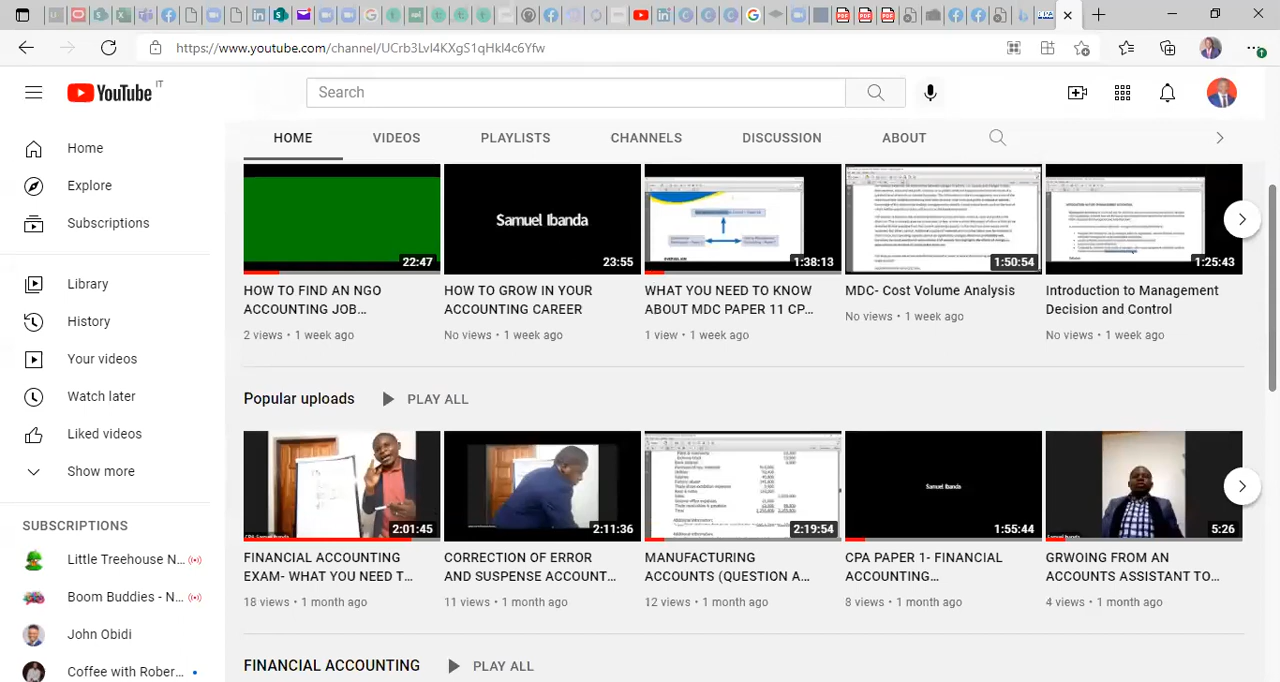 https://www.youtube.com/channel/UCrb3LvI4KXgS1qHkI4c6Yfw
YouTube IT
Search
HOME VIDEOS PLAYLISTS CHANNELS DISCUSSION ABOUT
Home
Explore
Subscriptions
Library
History
Your videos
Watch later
Liked videos
Show more
SUBSCRIPTIONS
Little Treehouse N...
Boom Buddies - N...
John Obidi
Coffee with Rober...
22:47
Samuel Ibanda
23:55
1:38:13
1:50:54
1:25:43
HOW TO FIND AN NGO
ACCOUNTING JOB...
2 views • 1 week ago
HOW TO GROW IN YOUR
ACCOUNTING CAREER
No views • 1 week ago
WHAT YOU NEED TO KNOW
ABOUT MDC PAPER 11 CP...
1 view • 1 week ago
MDC- Cost Volume Analysis
No views • 1 week ago
Introduction to Management
Decision and Control
No views • 1 week ago
Popular uploads PLAY ALL
2:01:45
2:11:36
2:19:54
Samuel Ibanda
1:55:44
5:26
FINANCIAL ACCOUNTING
EXAM- WHAT YOU NEED T...
18 views • 1 month ago
CORRECTION OF ERROR
AND SUSPENSE ACCOUNT...
11 views • 1 month ago
MANUFACTURING
ACCOUNTS (QUESTION A...
12 views • 1 month ago
CPA PAPER 1- FINANCIAL
ACCOUNTING...
8 views • 1 month ago
GRWOING FROM AN
ACCOUNTS ASSISTANT TO...
4 views • 1 month ago
FINANCIAL ACCOUNTING PLAY ALL